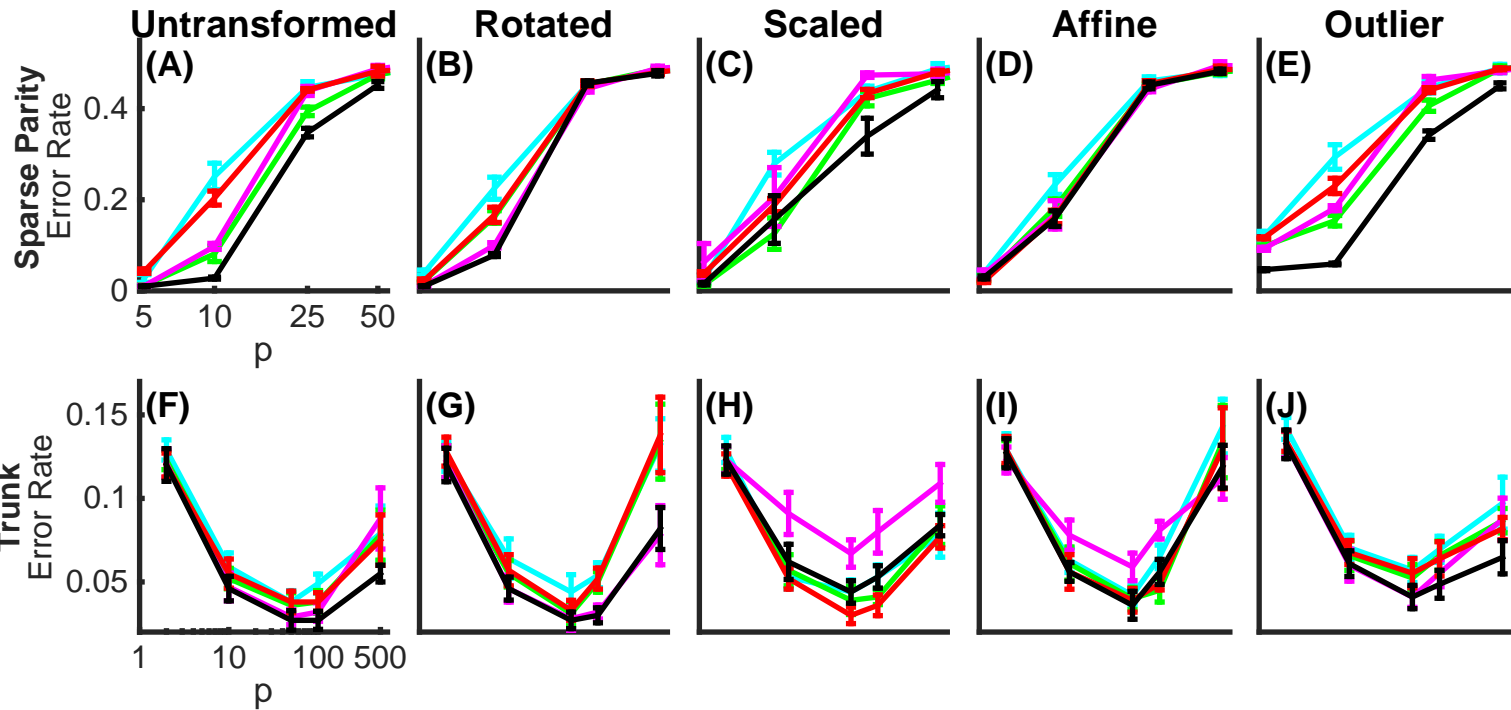 Untransformed Rotated Scaled Affine Outlier
(A) (B) (C) (D) (E)
Sparse Parity
Error Rate
0.4
0.2
0
5 10 25 50
p
(F) (G) (H) (I) (J)
Trunk
Error Rate
0.15
0.1
0.05
1 10 100 500
p